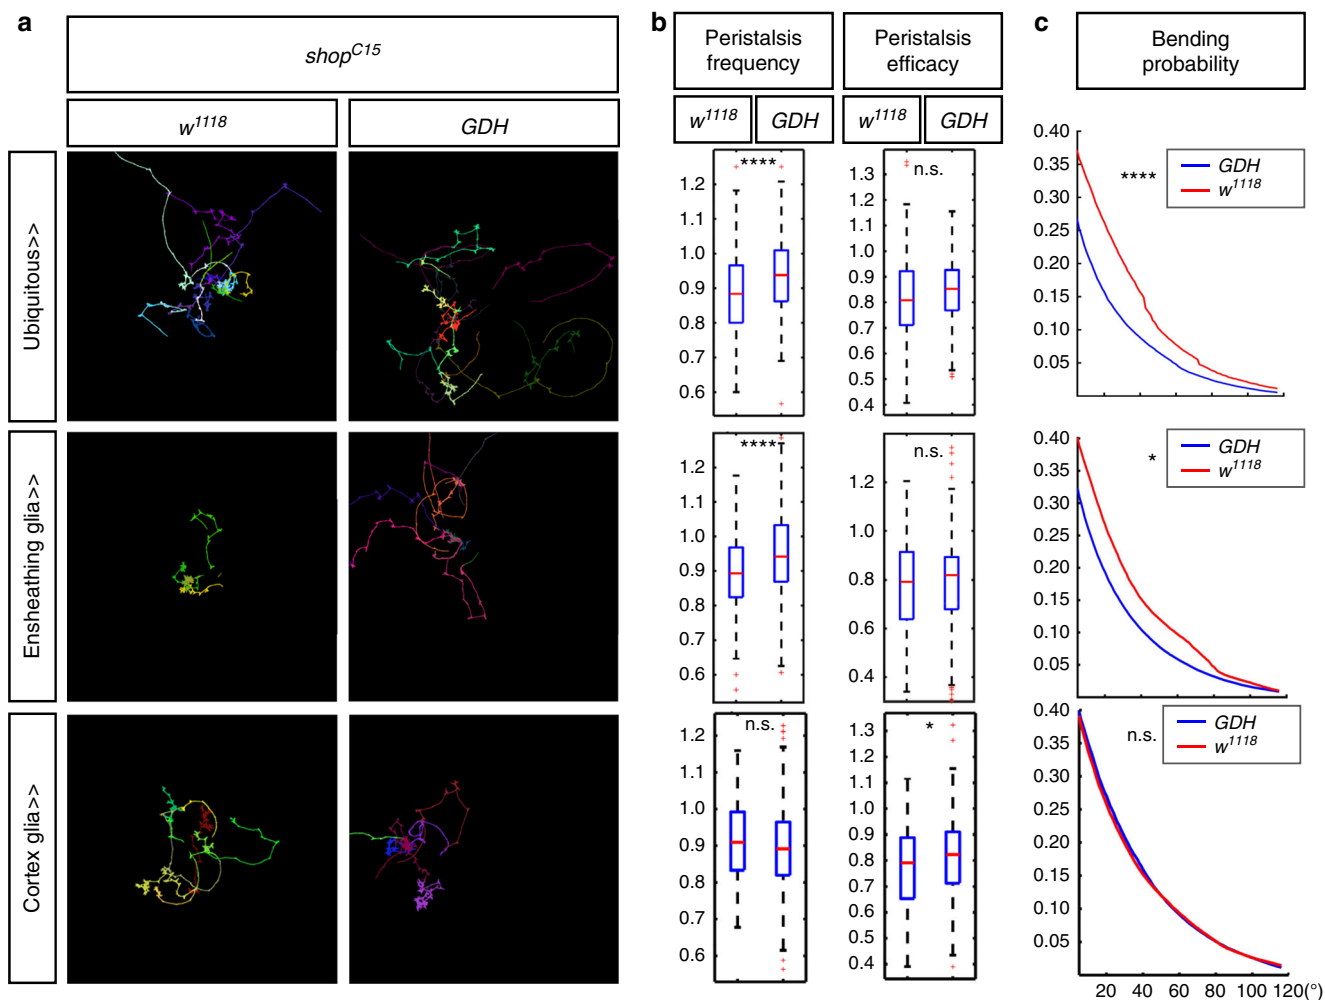 a
shop^C15
w^1118
GDH
Ubiquitous>>
Ensheathing glia>>
Cortex glia>>
b
Peristalsis
frequency
Peristalsis
efficacy
w^1118
GDH
w^1118
GDH
****
1.2
1.1
1.0
0.9
0.8
0.7
0.6
n.s.
1.3
1.2
1.1
1.0
0.9
0.8
0.7
0.6
0.5
0.4
****
1.2
1.1
1.0
0.9
0.8
0.7
0.6
n.s.
1.2
1.0
0.8
0.6
0.4
n.s.
1.2
1.1
1.0
0.9
0.8
0.7
0.6
*
1.3
1.2
1.1
1.0
0.9
0.8
0.7
0.6
0.5
0.4
c
Bending
probability
0.40
0.35
0.30
0.25
0.20
0.15
0.10
0.05
****
GDH
w^1118
0.40
0.35
0.30
0.25
0.20
0.15
0.10
0.05
*
GDH
w^1118
0.40
0.35
0.30
0.25
0.20
0.15
0.10
0.05
n.s.
GDH
w^1118
20 40 60 80 100 120(°)